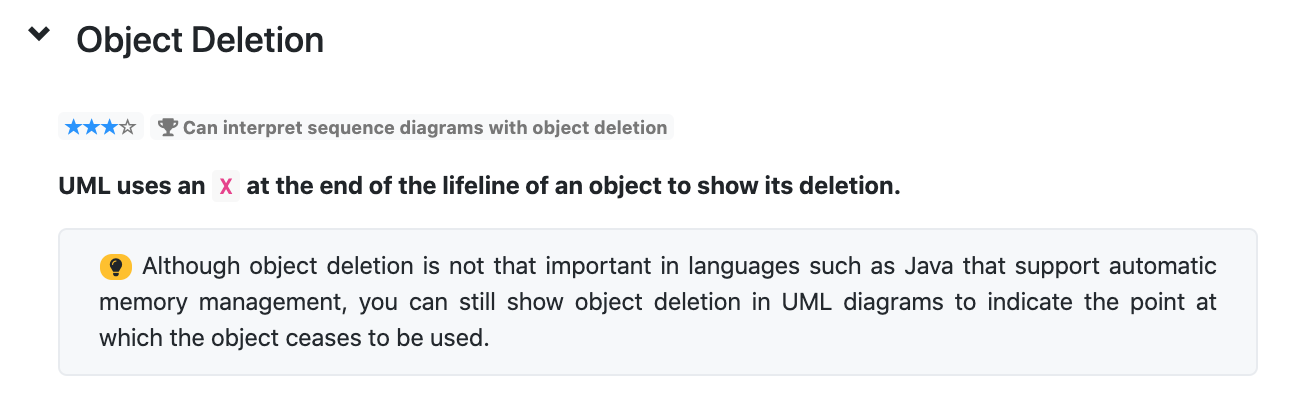 Object Deletion
★★★☆ Can interpret sequence diagrams with object deletion
UML uses an X at the end of the lifeline of an object to show its deletion.
Although object deletion is not that important in languages such as Java that support automatic
memory management, you can still show object deletion in UML diagrams to indicate the point at
which the object ceases to be used.